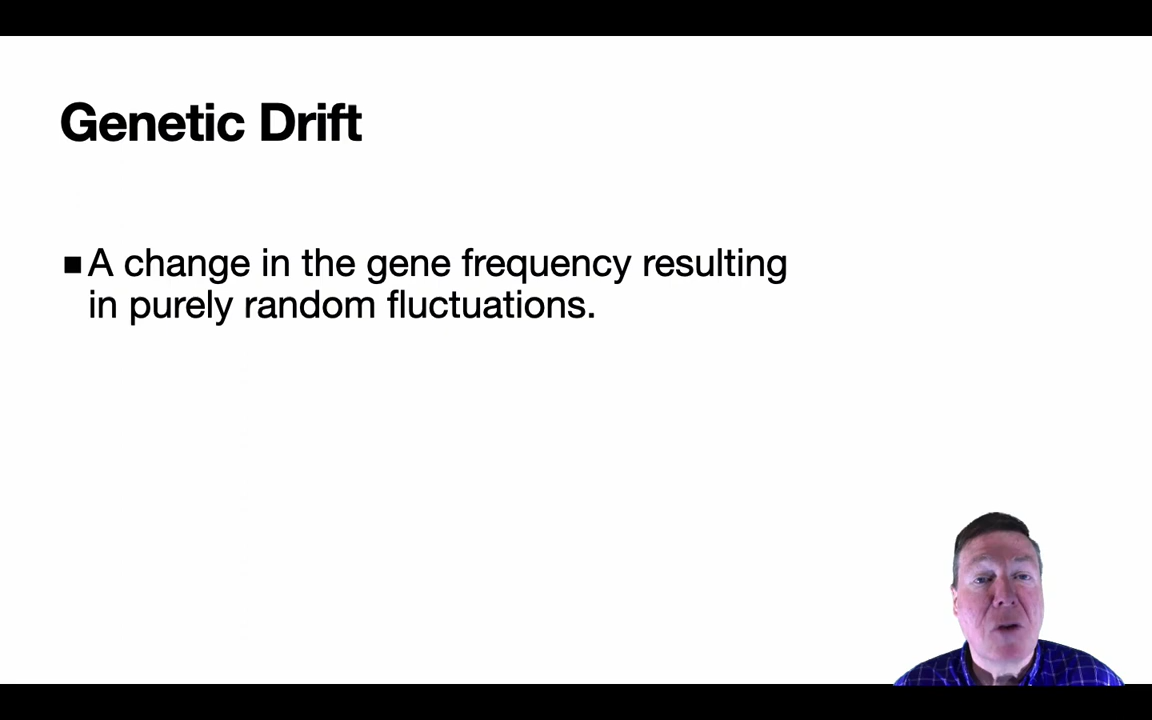 Genetic Drift
■A change in the gene frequency resulting
in purely random fluctuations.